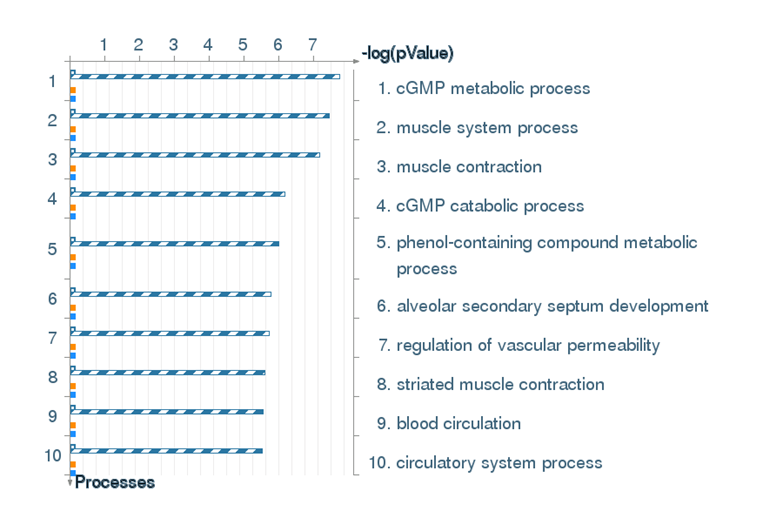 1 2 3 4 5 6 7
-log(pValue)
1
1. cGMP metabolic process
2
2. muscle system process
3
3. muscle contraction
4
4. cGMP catabolic process
5
5. phenol-containing compound metabolic
process
6
6. alveolar secondary septum development
7
7. regulation of vascular permeability
8
8. striated muscle contraction
9
9. blood circulation
10
10. circulatory system process
Processes